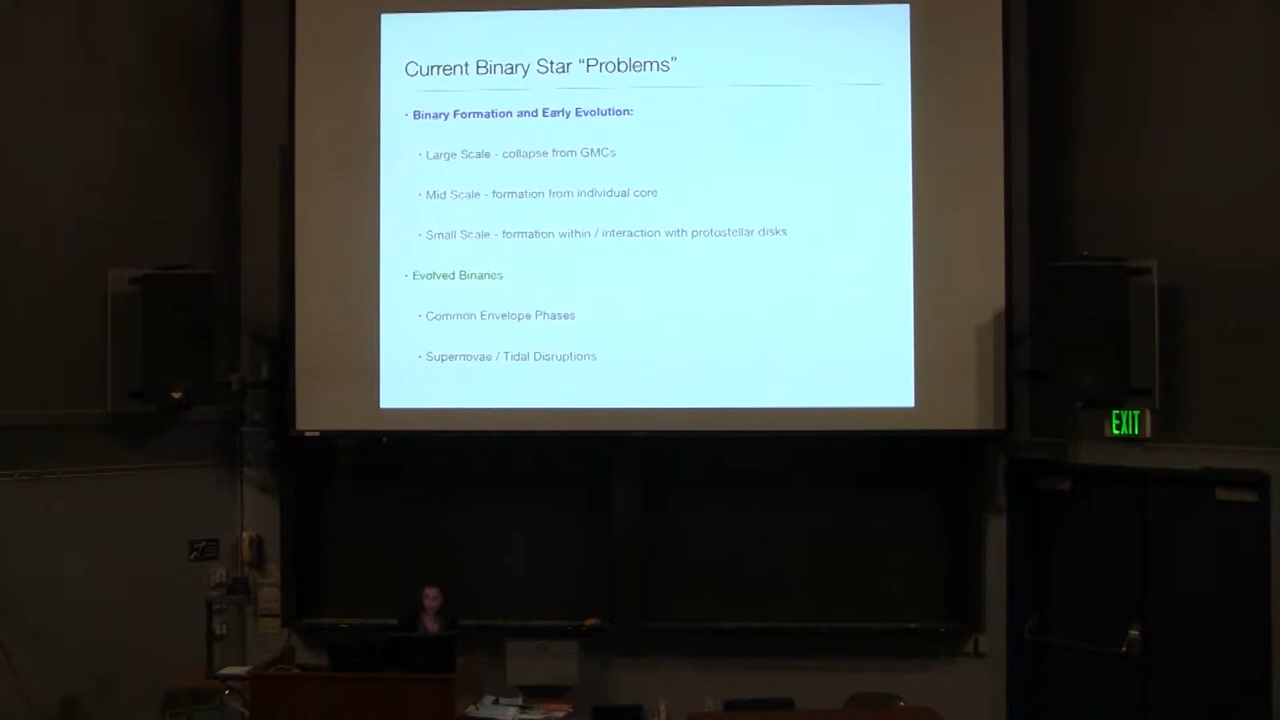 Current Binary Star “Problems”
• Binary Formation and Early Evolution:
• Large Scale - collapse from GMCs
• Mid Scale - formation from individual core
• Small Scale - formation within / interaction with protostellar disks
• Evolved Binaries
• Common Envelope Phases
• Supernovae / Tidal Disruptions
EXIT